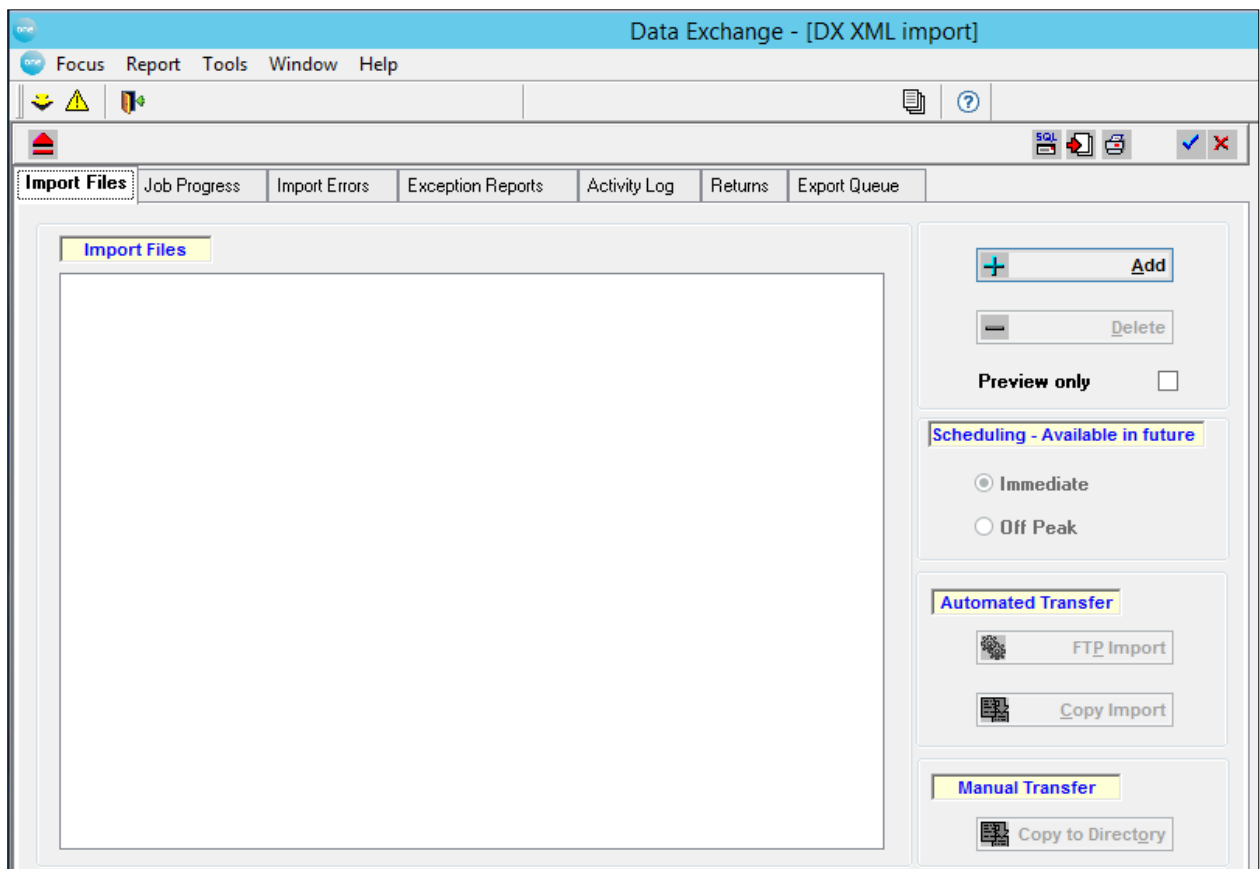 one
Data Exchange - [DX XML import]
one
Focus Report Tools Window Help
?
SQL
Import Files Job Progress Import Errors Exception Reports Activity Log Returns Export Queue
Import Files
Add
Delete
Preview only
Scheduling - Available in future
Immediate
Off Peak
Automated Transfer
FTP Import
Copy Import
Manual Transfer
Copy to Directory